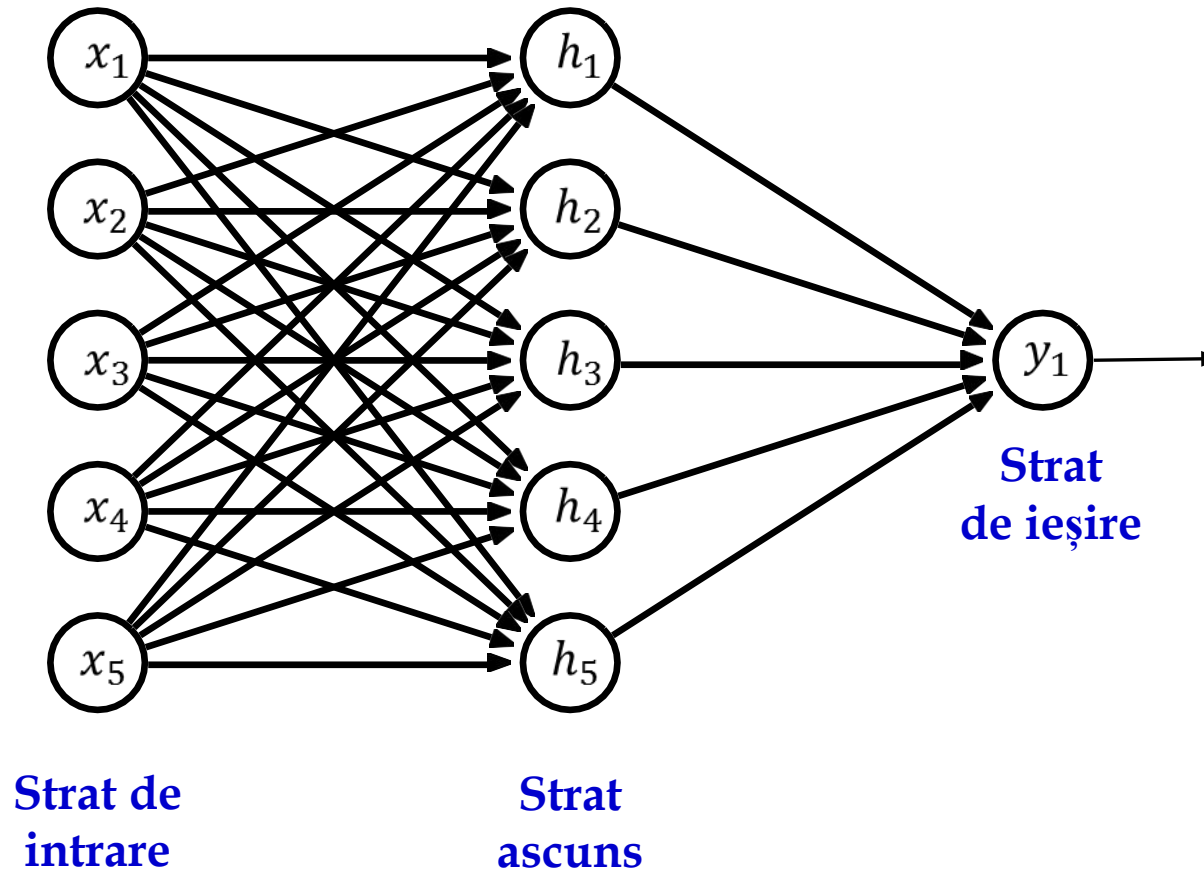 x1 h1
x2 h2
x3 h3 y1
x4 h4
x5 h5
Strat
de ieșire
Strat de
intrare
Strat
ascuns